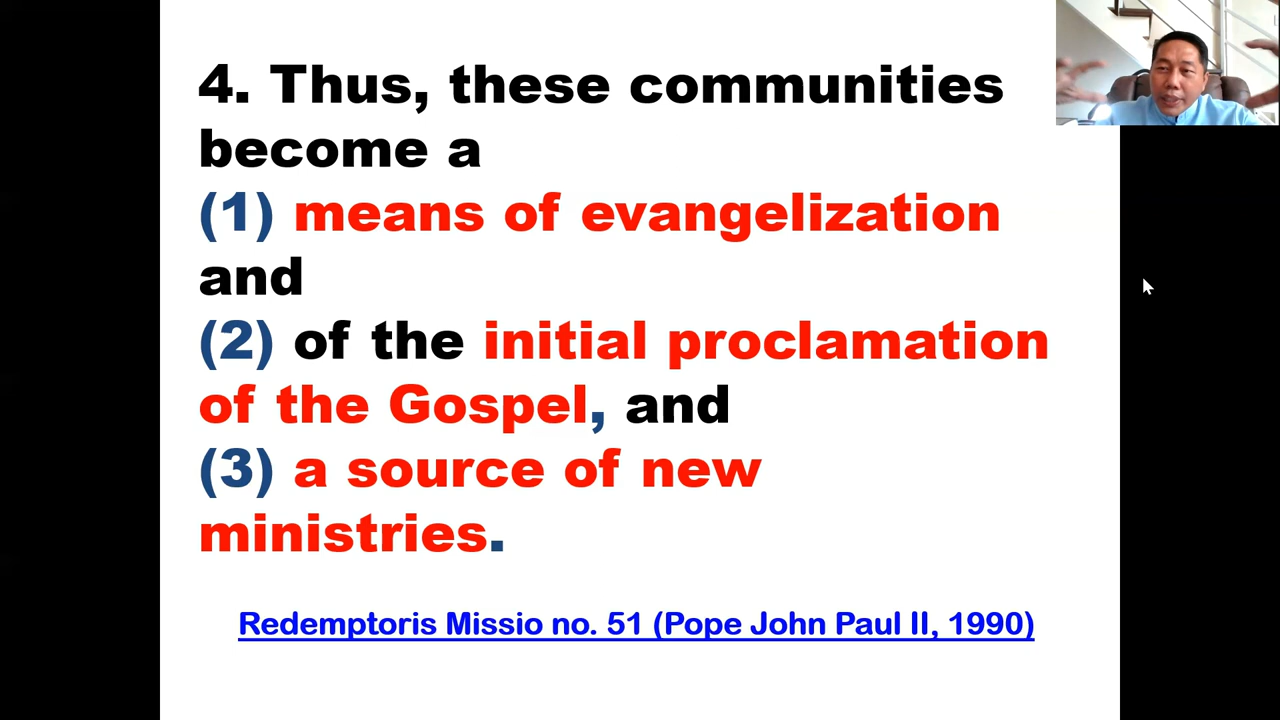 4. Thus, these communities
become a
(1) means of evangelization
and
(2) of the initial proclamation
of the Gospel, and
(3) a source of new
ministries.
Redemptoris Missio no. 51 (Pope John Paul II, 1990)